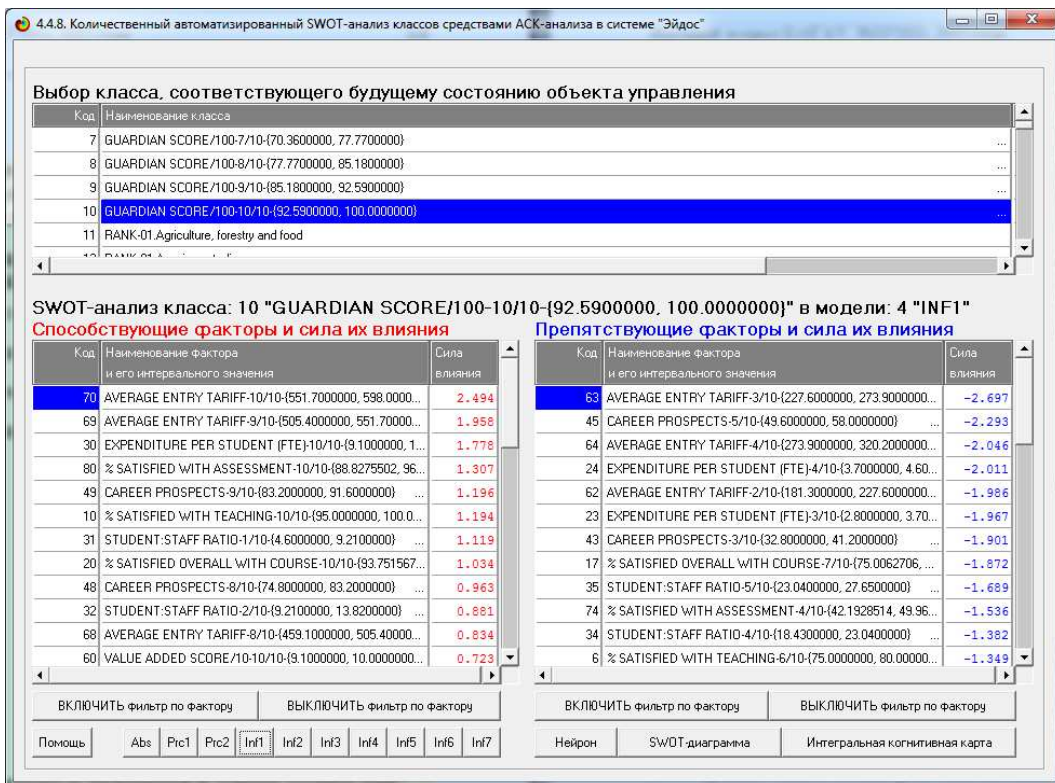 4.4.8. Количественный автоматизированный SWOT-анализ классов средствами АСК-анализа в системе "Эйдос"
Выбор класса, соответствующего будущему состоянию объекта управления
Код Наименование класса
7 GUARDIAN SCORE/100-7/10-{70.3600000, 77.7700000} ...
8 GUARDIAN SCORE/100-8/10-{77.7700000, 85.1800000} ...
9 GUARDIAN SCORE/100-9/10-{85.1800000, 92.5900000} ...
10 GUARDIAN SCORE/100-10/10-{92.5900000, 100.0000000} ...
11 RANK-01.Agriculture, forestry and food
SWOT-анализ класса: 10 "GUARDIAN SCORE/100-10/10-{92.5900000, 100.0000000}" в модели: 4 "INF1"
Способствующие факторы и сила их влияния
Код Наименование фактора и его интервального значения Сила влияния
70 AVERAGE ENTRY TARIFF-10/10-{551.7000000, 598.0000... 2.494
69 AVERAGE ENTRY TARIFF-9/10-{505.4000000, 551.70000... 1.958
30 EXPENDITURE PER STUDENT (FTE)-10/10-{9.1000000, 1... 1.778
80 % SATISFIED WITH ASSESSMENT-10/10-{88.8275502, 96... 1.307
49 CAREER PROSPECTS-9/10-{83.2000000, 91.6000000} ... 1.196
10 % SATISFIED WITH TEACHING-10/10-{95.0000000, 100.0... 1.194
31 STUDENT:STAFF RATIO-1/10-{4.6000000, 9.2100000} ... 1.119
20 % SATISFIED OVERALL WITH COURSE-10/10-{93.751567... 1.034
48 CAREER PROSPECTS-8/10-{74.8000000, 83.2000000} ... 0.963
32 STUDENT:STAFF RATIO-2/10-{9.2100000, 13.8200000} ... 0.881
68 AVERAGE ENTRY TARIFF-8/10-{459.1000000, 505.40000... 0.834
60 VALUE ADDED SCORE/10-10/10-{9.1000000, 10.0000000... 0.723
Препятствующие факторы и сила их влияния
Код Наименование фактора и его интервального значения Сила влияния
63 AVERAGE ENTRY TARIFF-3/10-{227.6000000, 273.9000000... -2.697
45 CAREER PROSPECTS-5/10-{49.6000000, 58.0000000} ... -2.293
64 AVERAGE ENTRY TARIFF-4/10-{273.9000000, 320.2000000... -2.046
24 EXPENDITURE PER STUDENT (FTE)-4/10-{3.7000000, 4.60... -2.011
62 AVERAGE ENTRY TARIFF-2/10-{181.3000000, 227.6000000... -1.986
23 EXPENDITURE PER STUDENT (FTE)-3/10-{2.8000000, 3.70... -1.967
43 CAREER PROSPECTS-3/10-{32.8000000, 41.2000000} ... -1.901
17 % SATISFIED OVERALL WITH COURSE-7/10-{75.0062706, ... -1.872
35 STUDENT:STAFF RATIO-5/10-{23.0400000, 27.6500000} ... -1.689
74 % SATISFIED WITH ASSESSMENT-4/10-{42.1928514, 49.96... -1.536
34 STUDENT:STAFF RATIO-4/10-{18.4300000, 23.0400000} ... -1.382
6 % SATISFIED WITH TEACHING-6/10-{75.0000000, 80.00000... -1.349
ВКЛЮЧИТЬ фильтр по фактору ВЫКЛЮЧИТЬ фильтр по фактору ВКЛЮЧИТЬ фильтр по фактору ВЫКЛЮЧИТЬ фильтр по фактору
Помощь Abs Prc1 Prc2 Inf1 Inf2 Inf3 Inf4 Inf5 Inf6 Inf7 Нейрон SWOT-диаграмма Интегральная когнитивная карта